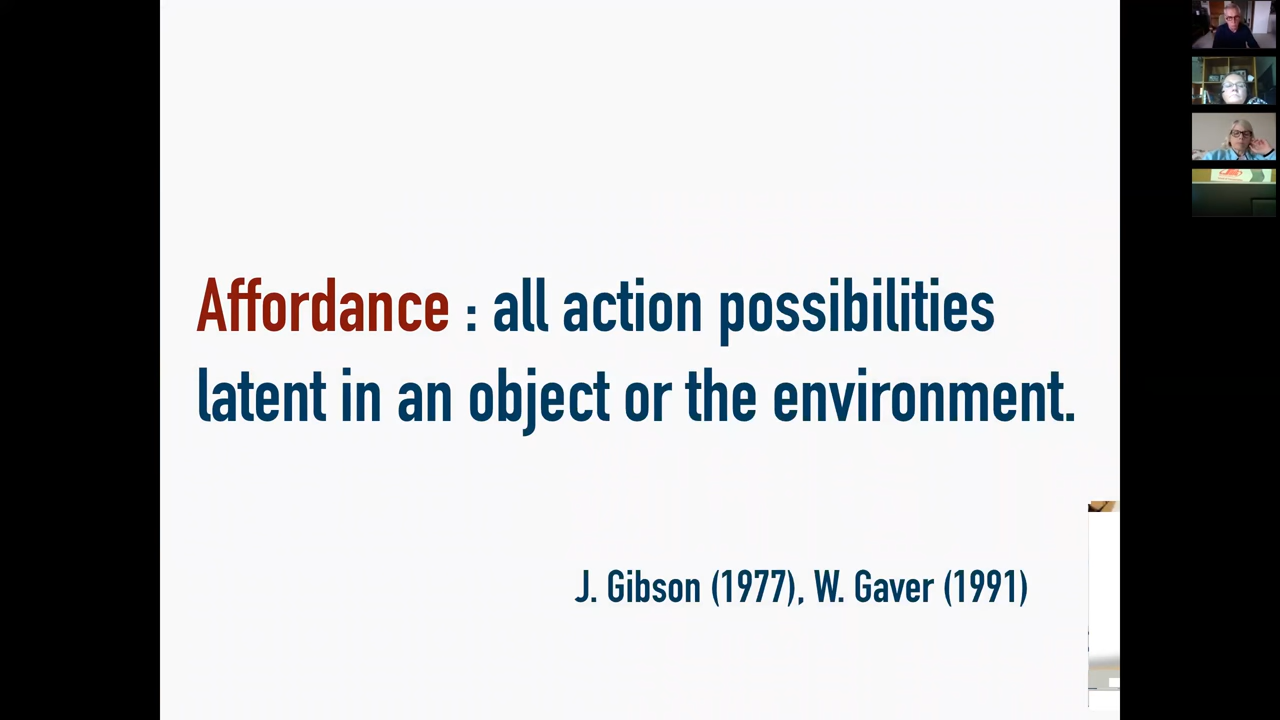 Affordance : all action possibilities
latent in an object or the environment.
J. Gibson (1977), W. Gaver (1991)